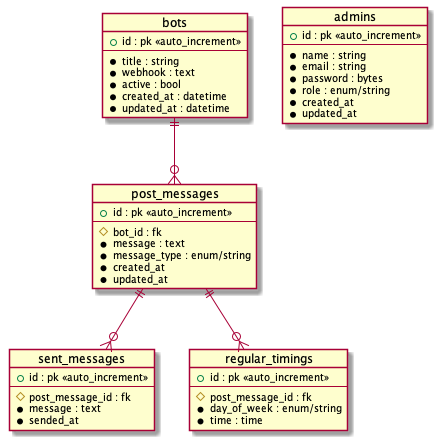 bots
id : pk «auto_increment»
title : string
webhook : text
active : bool
created_at : datetime
updated_at : datetime
admins
id : pk «auto_increment»
name : string
email : string
password : bytes
role : enum/string
created_at
updated_at
post_messages
id : pk «auto_increment»
bot_id : fk
message : text
message_type : enum/string
created_at
updated_at
sent_messages
id : pk «auto_increment»
post_message_id : fk
message : text
sended_at
regular_timings
id : pk «auto_increment»
post_message_id : fk
day_of_week : enum/string
time : time